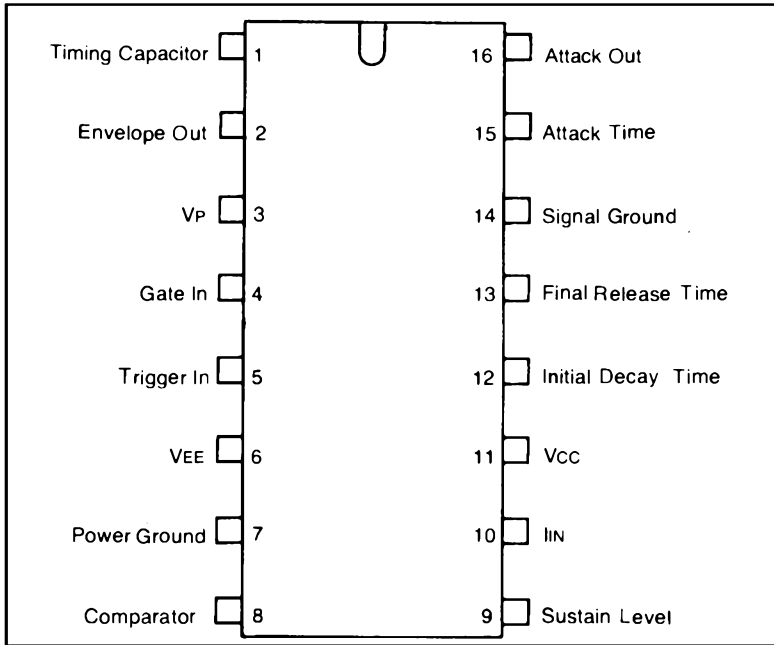 Timing Capacitor 1 16 Attack Out
Envelope Out 2 15 Attack Time
VP 3 14 Signal Ground
Gate In 4 13 Final Release Time
Trigger In 5 12 Initial Decay Time
VEE 6 11 VCC
Power Ground 7 10 IIN
Comparator 8 9 Sustain Level